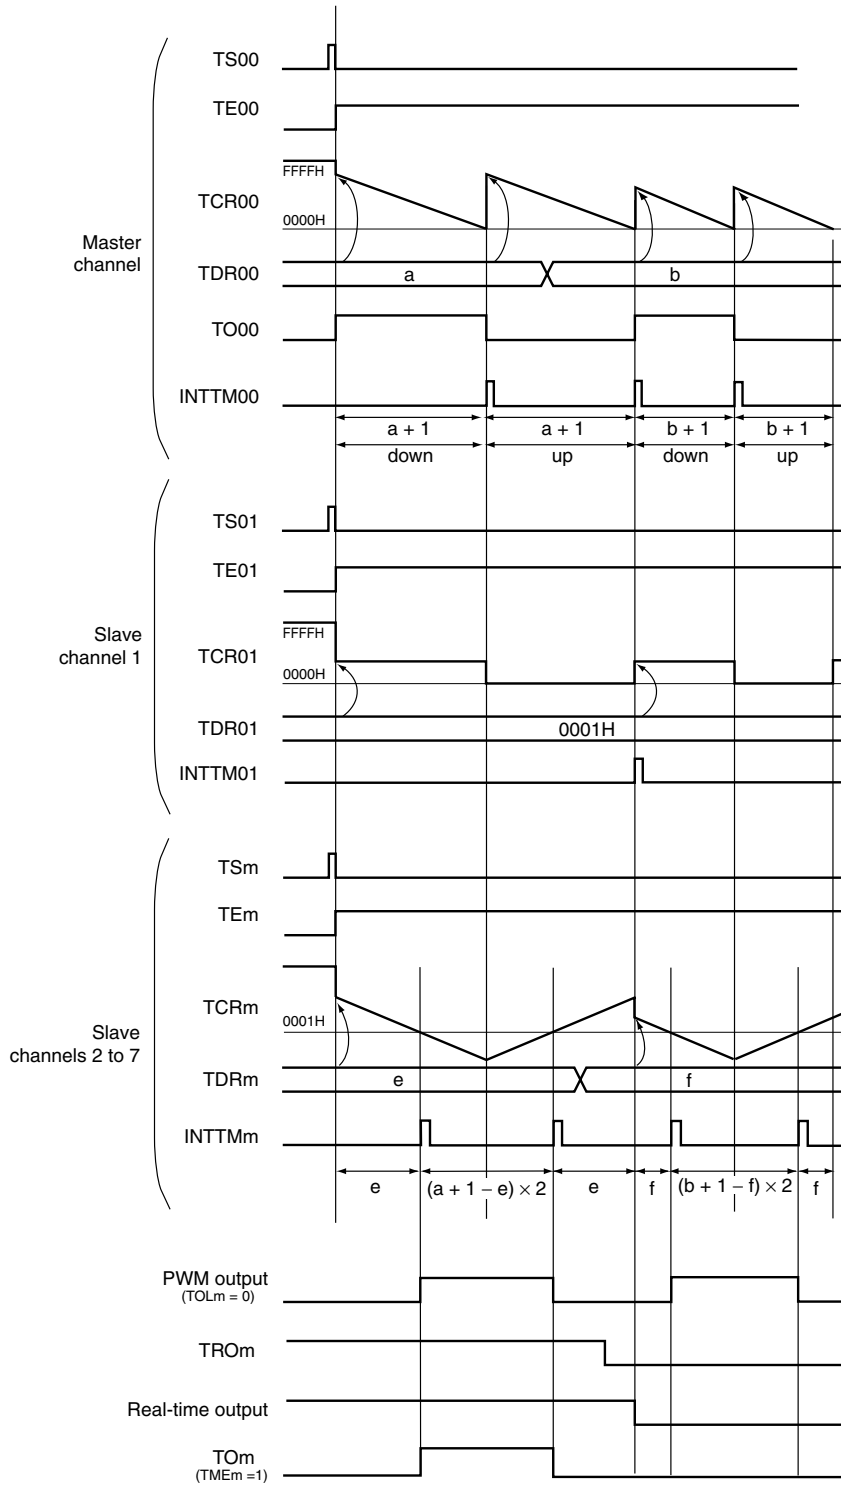 TS00
TE00
FFFFH
TCR00
0000H
Master
channel
TDR00
a
b
TO00
INTTM00
a + 1
a + 1
b + 1
b + 1
down
up
down
up
TS01
TE01
FFFFH
Slave
channel 1
TCR01
0000H
TDR01
0001H
INTTM01
TSm
TEm
TCRm
0001H
Slave
channels 2 to 7
TDRm
e
f
INTTMm
e
(a + 1 – e) × 2
e
f
(b + 1 – f) × 2
f
PWM output
(TOLm = 0)
TROm
Real-time output
TOm
(TMEm =1)